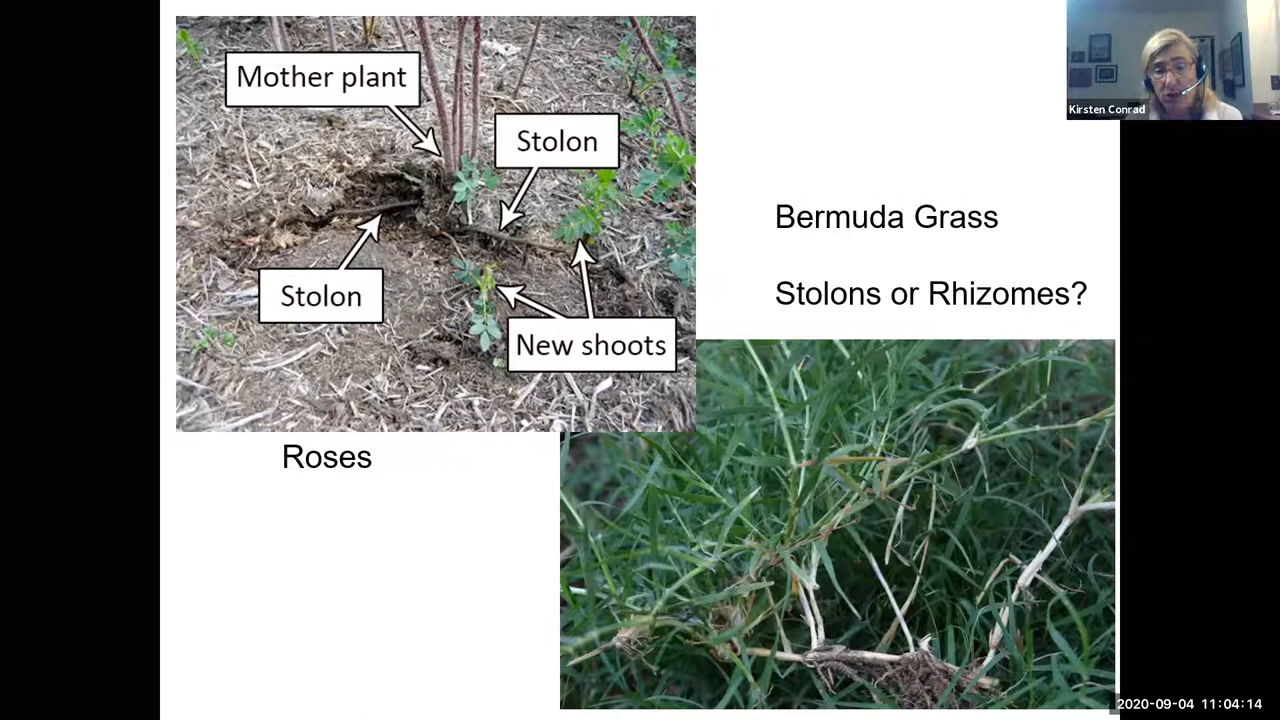 Mother plant
Stolon
Stolon
New shoots
Roses
Bermuda Grass
Stolons or Rhizomes?
Kirsten Conrad
2020-09-04 11:04:14